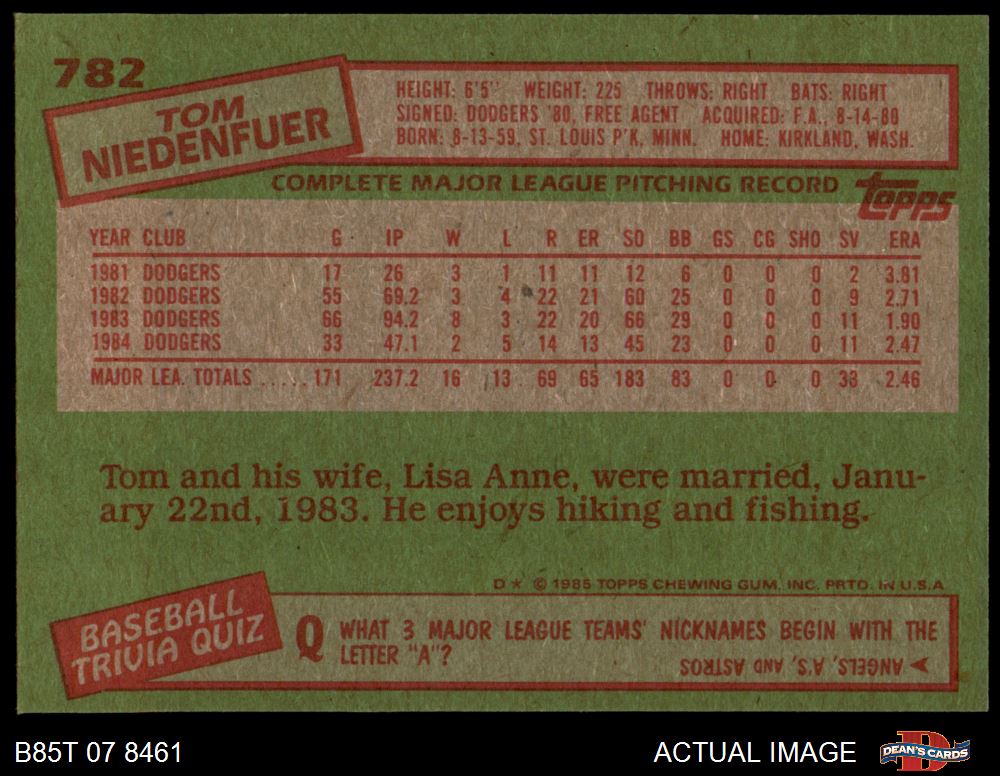 782
TOM
NIEDENFUER
HEIGHT: 6'5" WEIGHT: 225 THROWS: RIGHT BATS: RIGHT
SIGNED: DODGERS '80, FREE AGENT ACQUIRED: F.A., 8-14-80
BORN: 8-13-59, ST. LOUIS P'K, MINN. HOME: KIRKLAND, WASH.
COMPLETE MAJOR LEAGUE PITCHING RECORD
Topps
YEAR CLUB G IP W L R ER SO BB GS CG SHO SV ERA
1981 DODGERS 17 26 3 1 11 11 12 6 0 0 0 2 3.81
1982 DODGERS 55 69.2 3 4 22 21 60 25 0 0 0 9 2.71
1983 DODGERS 66 94.2 8 3 22 20 66 29 0 0 0 11 1.90
1984 DODGERS 33 47.1 2 5 14 13 45 23 0 0 0 11 2.47
MAJOR LEA. TOTALS ..... 171 237.2 16 13 69 65 183 83 0 0 0 33 2.46
Tom and his wife, Lisa Anne, were married, Janu-
ary 22nd, 1983. He enjoys hiking and fishing.
D* © 1985 TOPPS CHEWING GUM, INC. PRTD. IN U.S.A.
BASEBALL
TRIVIA QUIZ
Q WHAT 3 MAJOR LEAGUE TEAMS' NICKNAMES BEGIN WITH THE
LETTER "A"?
ANGELS, A'S, AND ASTROS
B85T 07 8461
ACTUAL IMAGE
D
DEAN'S CARDS